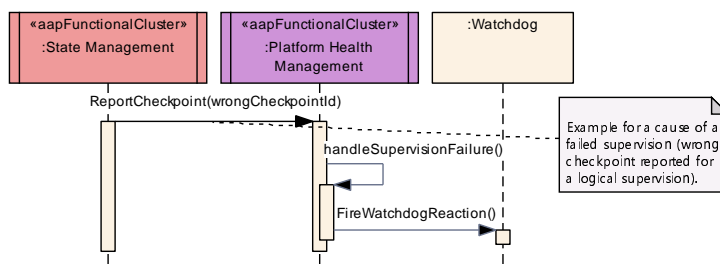 «aapFunctionalCluster»
:State Management
«aapFunctionalCluster»
:Platform Health
Management
:Watchdog
ReportCheckpoint(wrongCheckpointId)
Example for a cause of a
failed supervision (wrong
checkpoint reported for
a logical supervision).
handleSupervisionFailure()
FireWatchdogReaction()